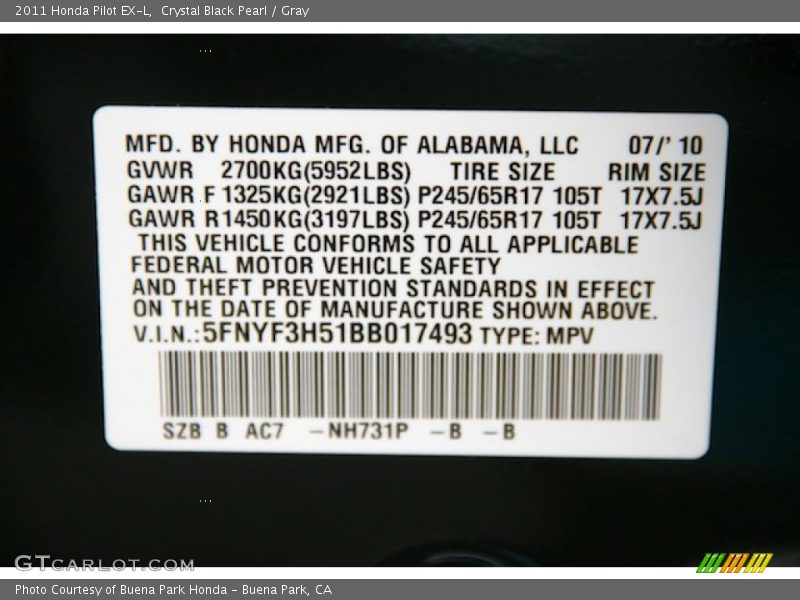 2011 Honda Pilot EX-L, Crystal Black Pearl / Gray
MFD. BY HONDA MFG. OF ALABAMA, LLC 07/' 10
GVWR 2700KG(5952LBS) TIRE SIZE RIM SIZE
GAWR F 1325KG(2921LBS) P245/65R17 105T 17X7.5J
GAWR R1450KG(3197LBS) P245/65R17 105T 17X7.5J
THIS VEHICLE CONFORMS TO ALL APPLICABLE
FEDERAL MOTOR VEHICLE SAFETY
AND THEFT PREVENTION STANDARDS IN EFFECT
ON THE DATE OF MANUFACTURE SHOWN ABOVE.
V.I.N.:5FNYF3H51BB017493 TYPE: MPV
SZB B AC7 -NH731P -B -B
GTCARLOT.COM
Photo Courtesy of Buena Park Honda - Buena Park, CA